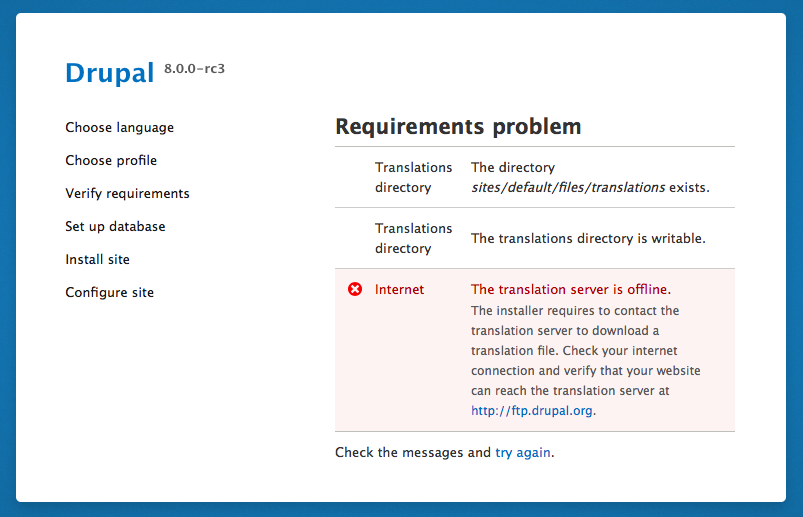 Drupal 8.0.0-rc3
Choose language
Choose profile
Verify requirements
Set up database
Install site
Configure site
Requirements problem
Translations
directory
The directory
sites/default/files/translations exists.
Translations
directory
The translations directory is writable.
Internet
The translation server is offline.
The installer requires to contact the
translation server to download a
translation file. Check your internet
connection and verify that your website
can reach the translation server at
http://ftp.drupal.org.
Check the messages and try again.